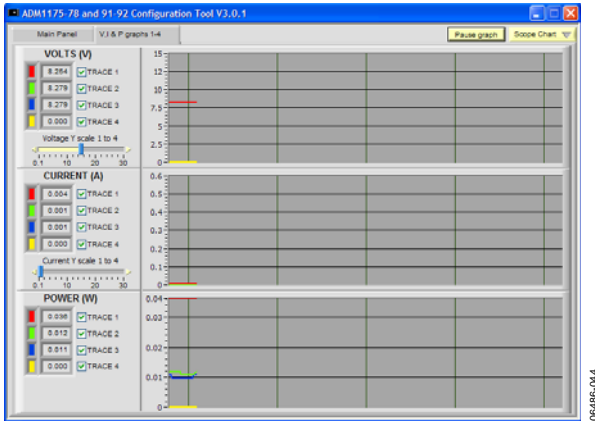 ADM1175-78 and 91-92 Configuration Tool V3.0.1
Main Panel
V,I & P graphs 1-4
Pause graph
Scope Chart
VOLTS (V)
8.254 TRACE 1
8.279 TRACE 2
8.279 TRACE 3
0.000 TRACE 4
Voltage Y scale 1 to 4
0.1 10 20 30
15
12
10
7.5
5
2.5
0
CURRENT (A)
0.004 TRACE 1
0.001 TRACE 2
0.001 TRACE 3
0.000 TRACE 4
Current Y scale 1 to 4
0.1 10 20 30
0.6
0.5
0.4
0.3
0.2
0.1
0
POWER (W)
0.036 TRACE 1
0.012 TRACE 2
0.011 TRACE 3
0.000 TRACE 4
0.04
0.03
0.02
0.01
0
06486-044